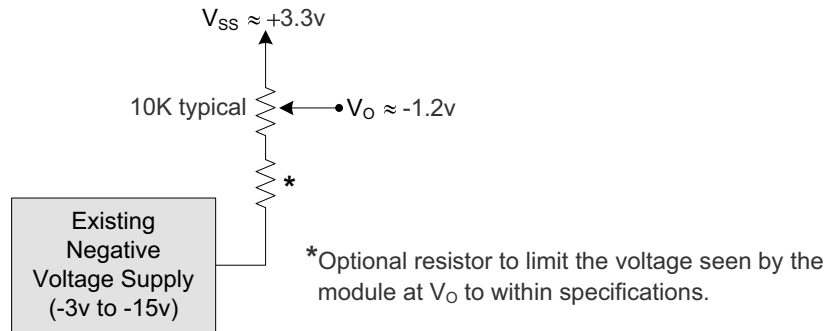 V_SS ≈ +3.3v
10K typical
V_O ≈ -1.2v
*
Existing
Negative
Voltage Supply
(-3v to -15v)
*Optional resistor to limit the voltage seen by the
module at V_O to within specifications.